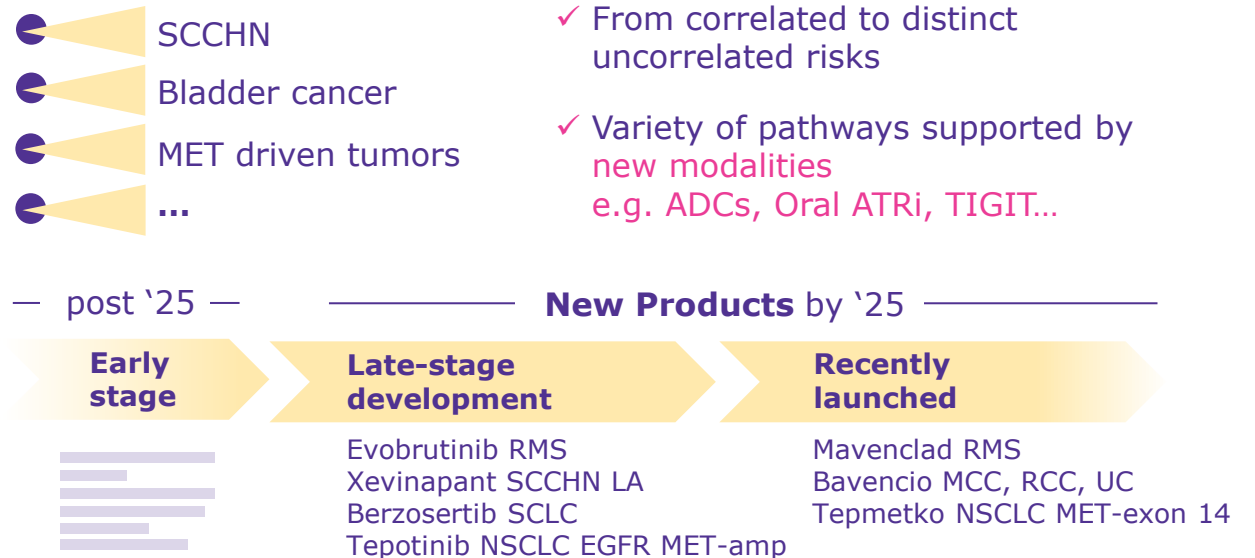 SCCHN
Bladder cancer
MET driven tumors
...
✓ From correlated to distinct
uncorrelated risks
✓ Variety of pathways supported by
new modalities
e.g. ADCs, Oral ATRi, TIGIT…
post ‘25
New Products by ‘25
Early
stage
Late-stage
development
Recently
launched
Evobrutinib RMS
Xevinapant SCCHN LA
Berzosertib SCLC
Tepotinib NSCLC EGFR MET-amp
Mavenclad RMS
Bavencio MCC, RCC, UC
Tepmetko NSCLC MET-exon 14